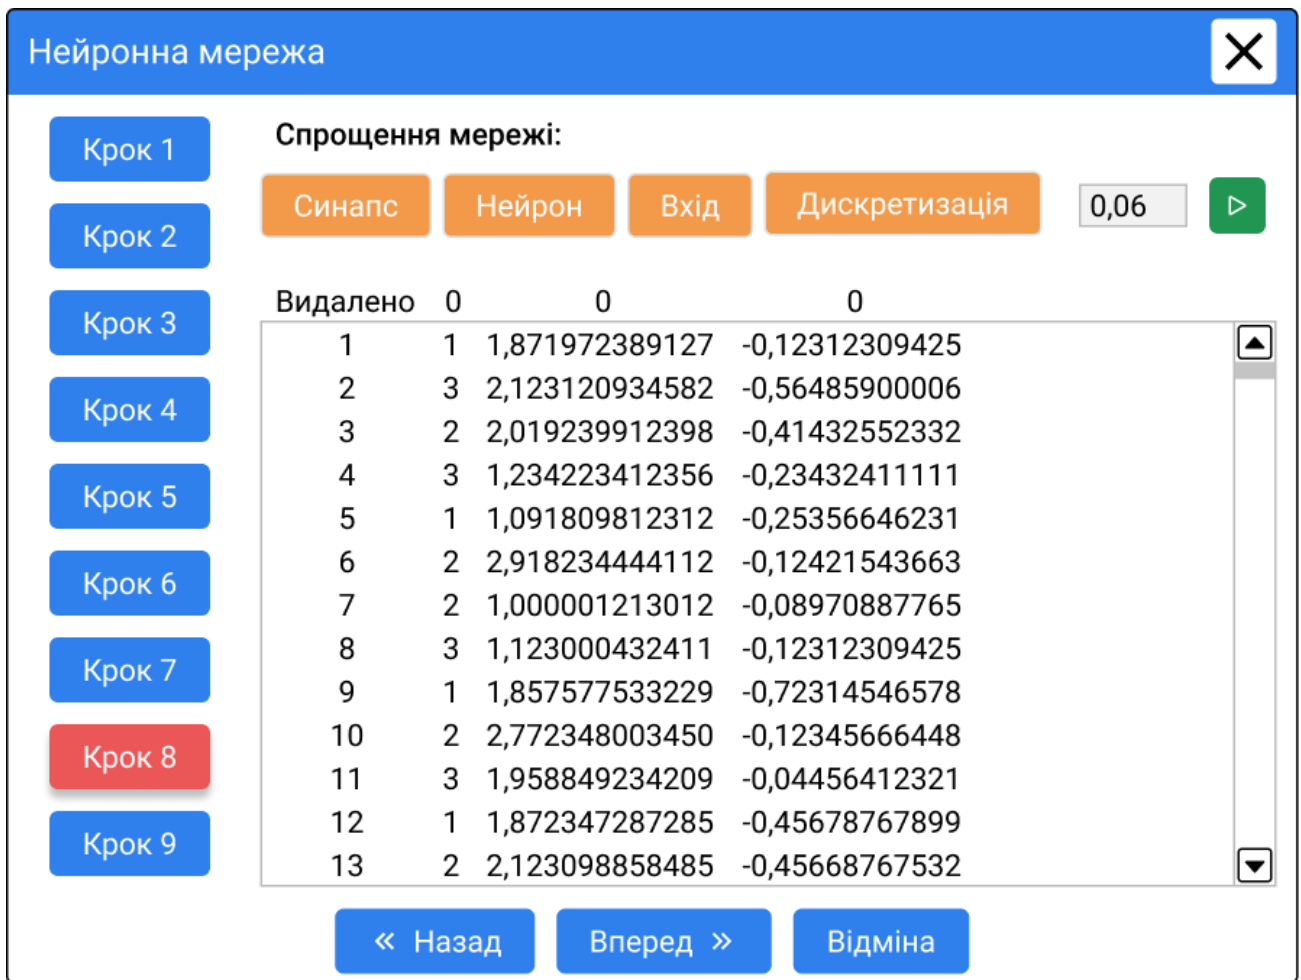 Нейронна мережа
Крок 1
Крок 2
Крок 3
Крок 4
Крок 5
Крок 6
Крок 7
Крок 8
Крок 9
Спрощення мережі:
Синапс Нейрон Вхід Дискретизація 0,06
Видалено 0 0 0
1 1 1,871972389127 -0,12312309425
2 3 2,123120934582 -0,56485900006
3 2 2,019239912398 -0,41432552332
4 3 1,234223412356 -0,23432411111
5 1 1,091809812312 -0,25356646231
6 2 2,918234444112 -0,12421543663
7 2 1,000001213012 -0,08970887765
8 3 1,123000432411 -0,12312309425
9 1 1,857577533229 -0,72314546578
10 2 2,772348003450 -0,12345666448
11 3 1,958849234209 -0,04456412321
12 1 1,872347287285 -0,45678767899
13 2 2,123098858485 -0,45668767532
« Назад Вперед » Відміна